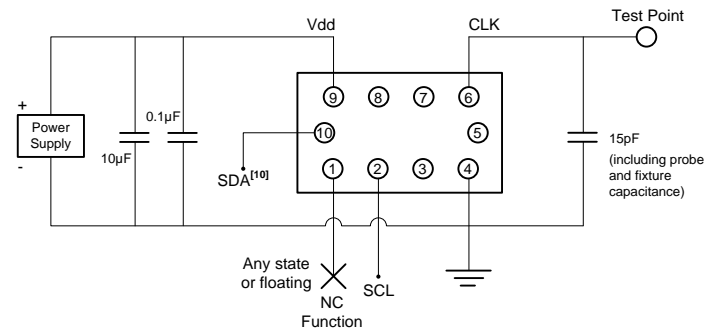 Test Point
Vdd
CLK
9
8
7
6
+
Power
Supply
-
10µF
0.1µF
10
5
15pF
(including probe
and fixture
capacitance)
SDA[10]
1
2
3
4
Any state
or floating
NC
Function
SCL